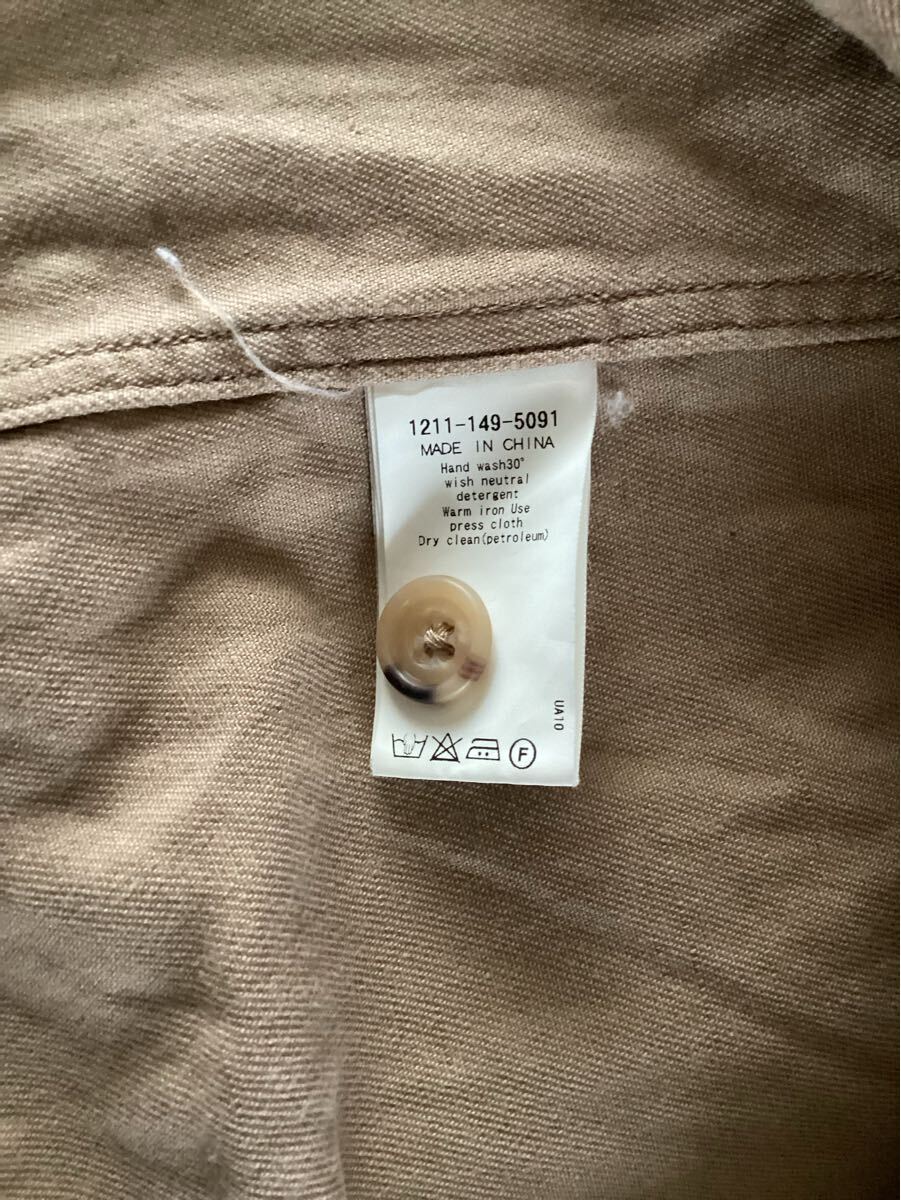 1211-149-5091
MADE IN CHINA
Hand wash30°
wish neutral
detergent
Warm iron Use
press cloth
Dry clean(petroleum)
UA10
F